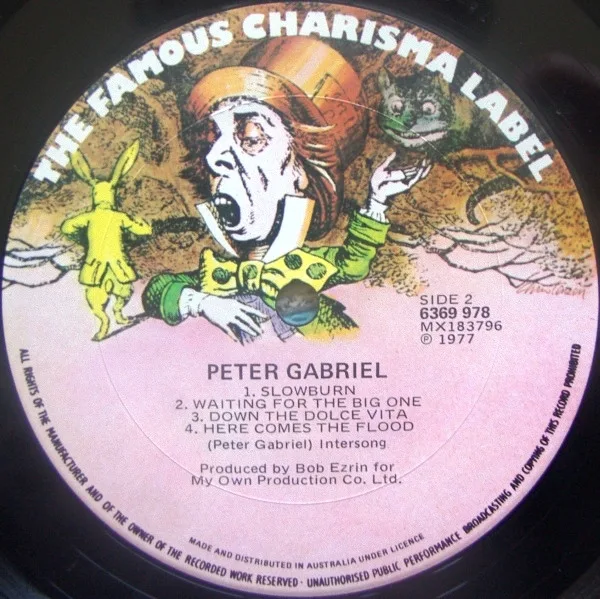 THE FAMOUS CHARISMA LABEL
SIDE 2
6369 978
MX183796
℗ 1977
PETER GABRIEL
1. SLOWBURN
2. WAITING FOR THE BIG ONE
3. DOWN THE DOLCE VITA
4. HERE COMES THE FLOOD
(Peter Gabriel) Intersong
Produced by Bob Ezrin for
My Own Production Co. Ltd.
MADE AND DISTRIBUTED IN AUSTRALIA UNDER LICENCE
ALL RIGHTS OF THE MANUFACTURER AND OF THE OWNER OF THE RECORDED WORK RESERVED · UNAUTHORISED PUBLIC PERFORMANCE BROADCASTING AND COPYING OF THIS RECORD PROHIBITED